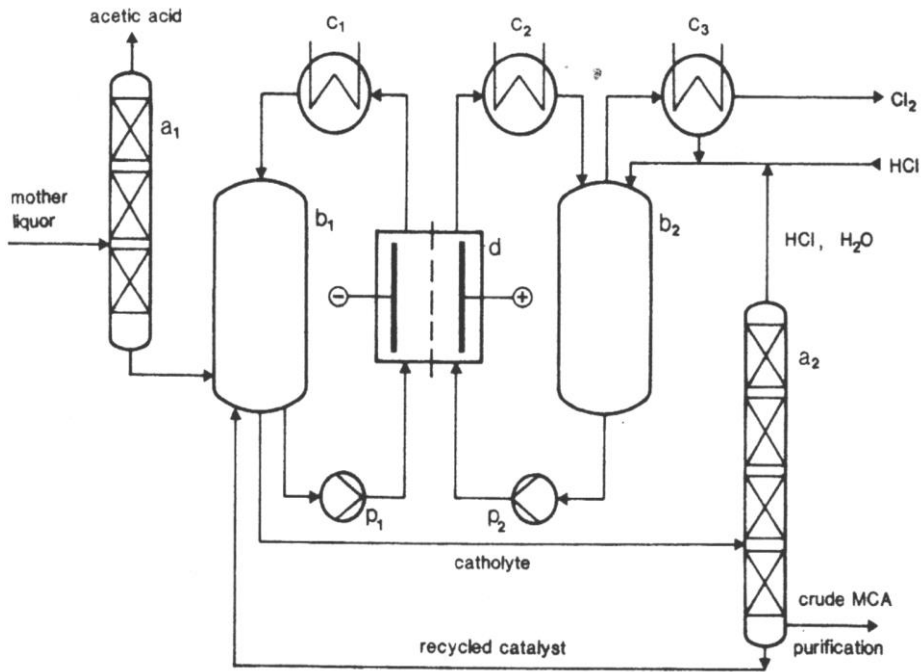 acetic acid
a1
mother
liquor
c1
c2
c3
Cl2
HCl
b1
d
b2
−
+
HCl, H2O
a2
p1
p2
catholyte
crude MCA
purification
recycled catalyst